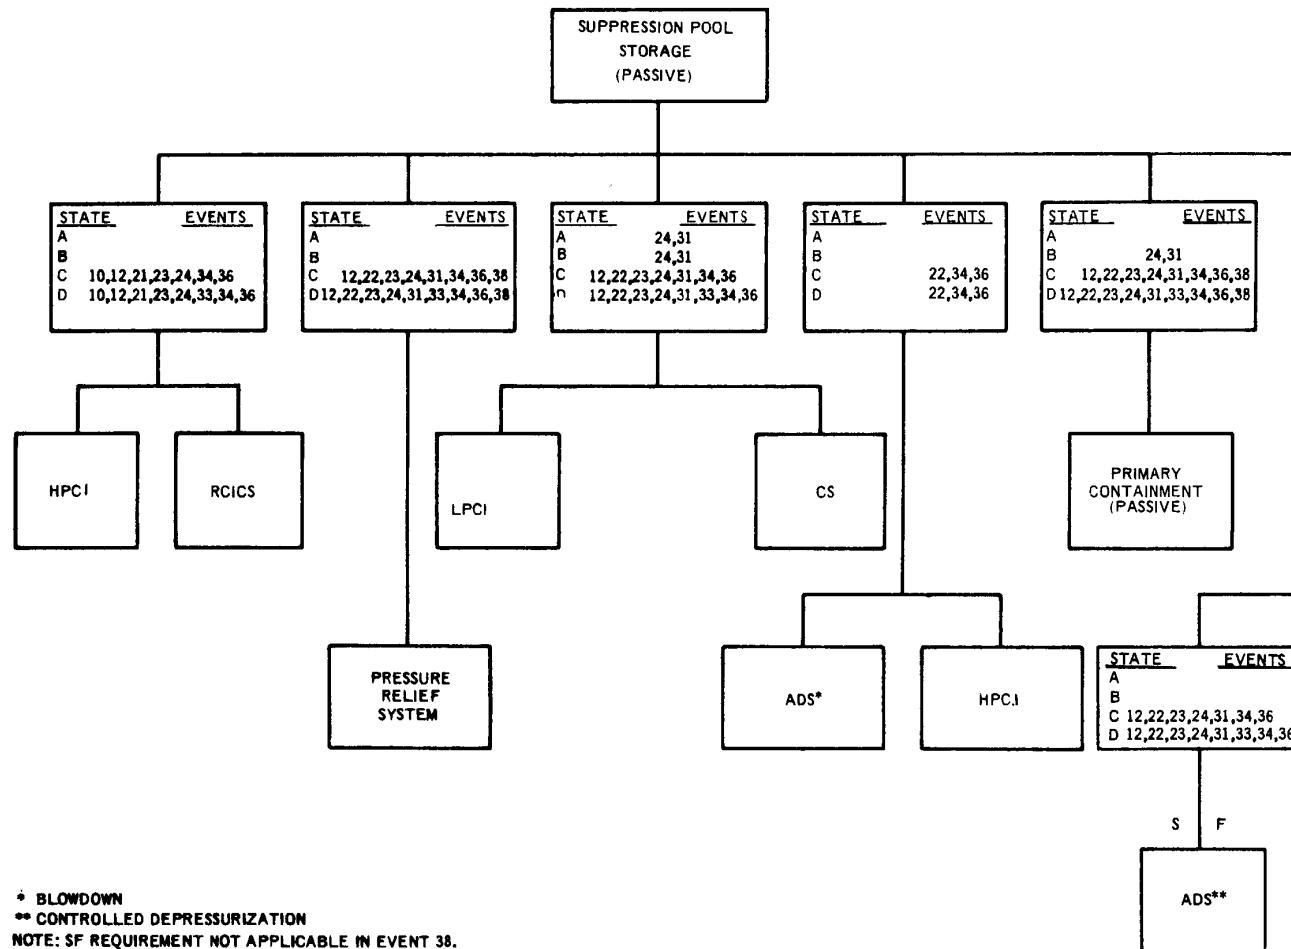 SUPPRESSION POOL
STORAGE
(PASSIVE)
STATE EVENTS
A
B
C 10,12,21,23,24,34,36
D 10,12,21,23,24,33,34,36
STATE EVENTS
A
B
C 12,22,23,24,31,34,36,38
D 12,22,23,24,31,33,34,36,38
STATE EVENTS
A 24,31
B 24,31
C 12,22,23,24,31,34,36
12,22,23,24,31,33,34,36
STATE EVENTS
A
B
C 22,34,36
D 22,34,36
STATE EVENTS
A
B 24,31
C 12,22,23,24,31,34,36,38
D 12,22,23,24,31,33,34,36,38
HPCI
RCICS
LPCI
CS
PRIMARY
CONTAINMENT
(PASSIVE)
PRESSURE
RELIEF
SYSTEM
ADS*
HPCI
STATE EVENTS
A
B
C 12,22,23,24,31,34,36
D 12,22,23,24,31,33,34,36
S F
ADS**
* BLOWDOWN
** CONTROLLED DEPRESSURIZATION
NOTE: SF REQUIREMENT NOT APPLICABLE IN EVENT 38.